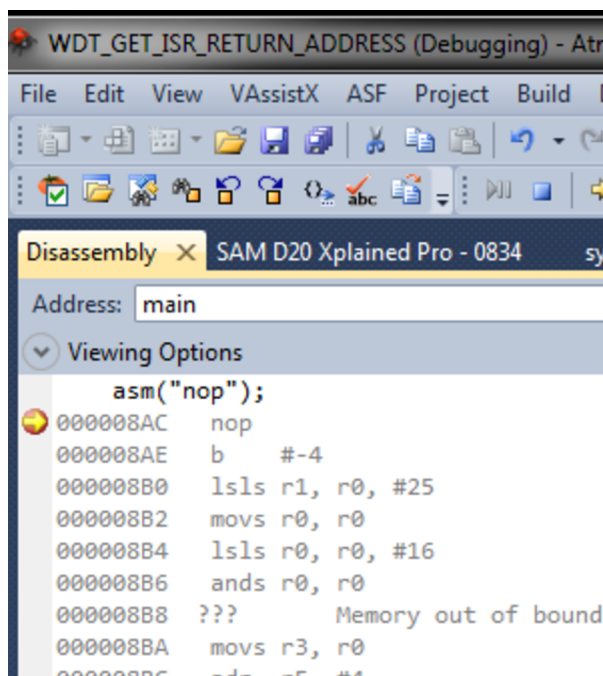 WDT_GET_ISR_RETURN_ADDRESS (Debugging) - Atr
File Edit View VAssistX ASF Project Build
abc
Disassembly SAM D20 Xplained Pro - 0834 sy
Address: main
Viewing Options
asm("nop");
000008AC nop
000008AE b #-4
000008B0 lsls r1, r0, #25
000008B2 movs r0, r0
000008B4 lsls r0, r0, #16
000008B6 ands r0, r0
000008B8 ??? Memory out of bound
000008BA movs r3, r0